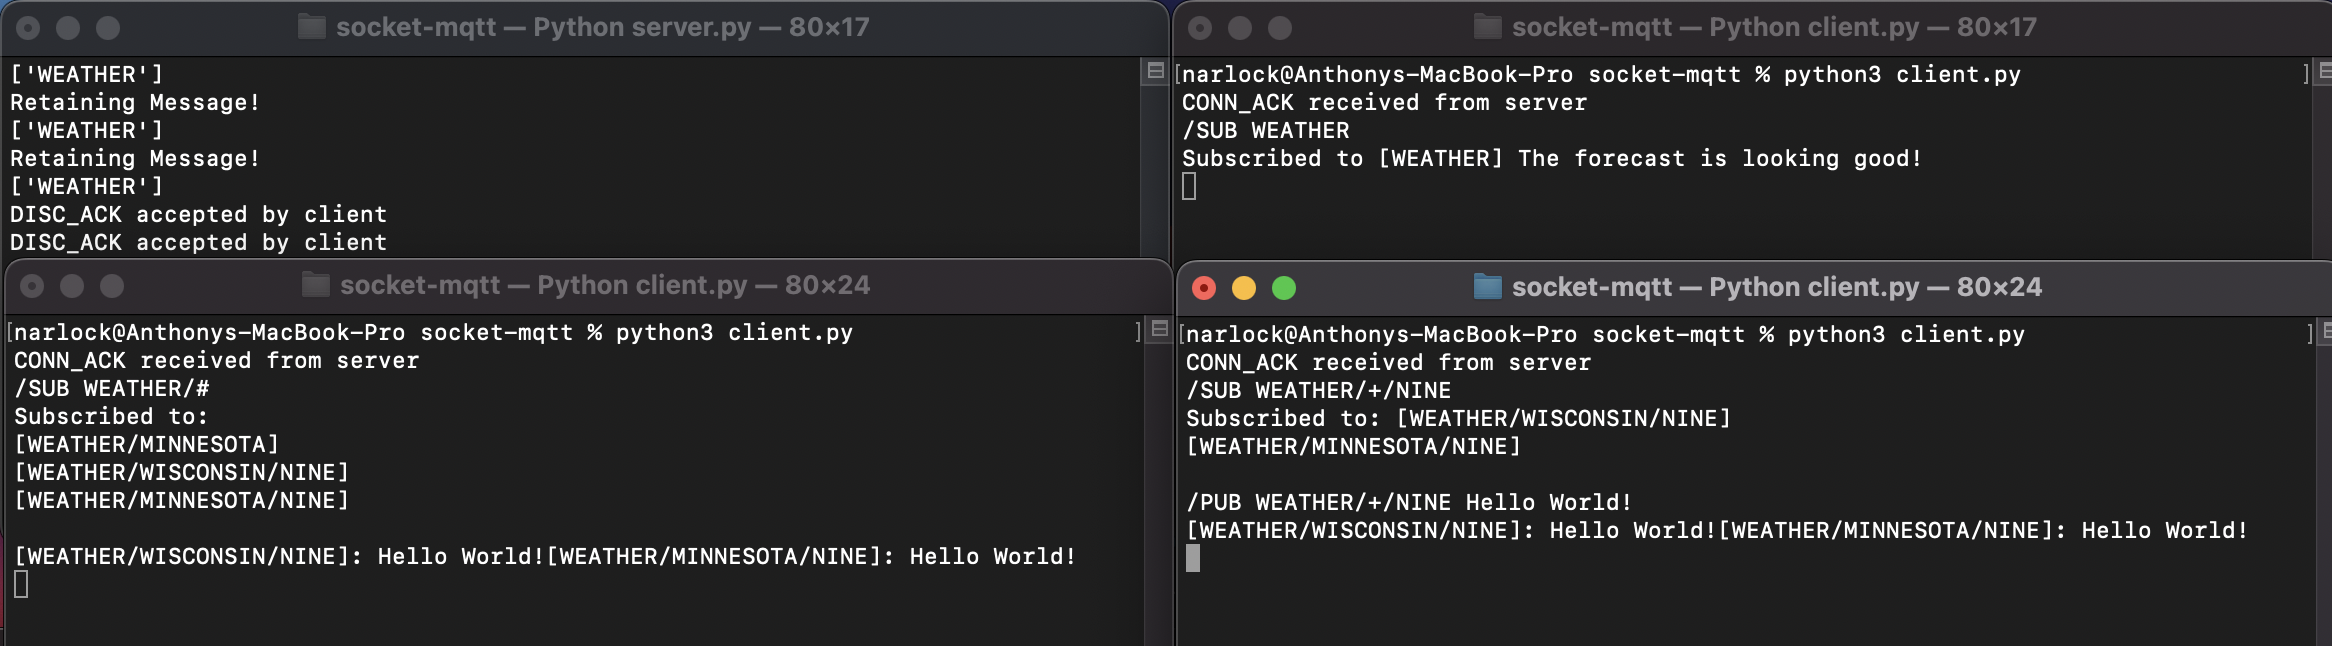 socket-mqtt — Python server.py — 80×17
['WEATHER']
Retaining Message!
['WEATHER']
Retaining Message!
['WEATHER']
DISC_ACK accepted by client
DISC_ACK accepted by client
socket-mqtt — Python client.py — 80×17
[narlock@Anthonys-MacBook-Pro socket-mqtt % python3 client.py ]
CONN_ACK received from server
/SUB WEATHER
Subscribed to [WEATHER] The forecast is looking good!
socket-mqtt — Python client.py — 80×24
[narlock@Anthonys-MacBook-Pro socket-mqtt % python3 client.py ]
CONN_ACK received from server
/SUB WEATHER/#
Subscribed to:
[WEATHER/MINNESOTA]
[WEATHER/WISCONSIN/NINE]
[WEATHER/MINNESOTA/NINE]
[WEATHER/WISCONSIN/NINE]: Hello World![WEATHER/MINNESOTA/NINE]: Hello World!
socket-mqtt — Python client.py — 80×24
[narlock@Anthonys-MacBook-Pro socket-mqtt % python3 client.py ]
CONN_ACK received from server
/SUB WEATHER/+/NINE
Subscribed to: [WEATHER/WISCONSIN/NINE]
[WEATHER/MINNESOTA/NINE]
/PUB WEATHER/+/NINE Hello World!
[WEATHER/WISCONSIN/NINE]: Hello World![WEATHER/MINNESOTA/NINE]: Hello World!